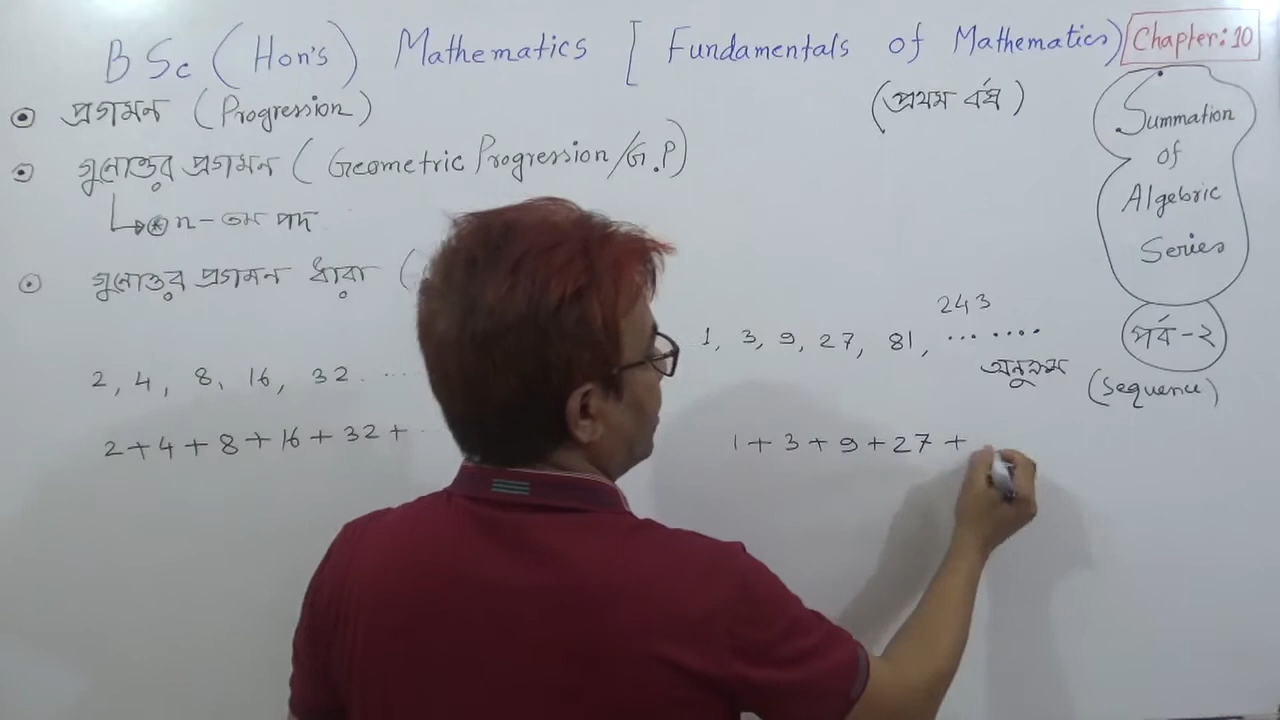 BSc (Hon's) Mathematics [ Fundamentals of Mathematics)
Chapter: 10
(প্রথম বর্ষ)
প্রগমন (Progression)
গুনোত্তর প্রগমন (Geometric Progression/G.P)
n-তম পদ
গুনোত্তর প্রগমন ধারা (
Summation
of
Algebric
Series
পর্ব-২
2, 4, 8, 16, 32 .....
2+4+8+16+32+
243
1, 3, 9, 27, 81, ... ....
অনুক্রম (Sequence)
1+3+9+27+